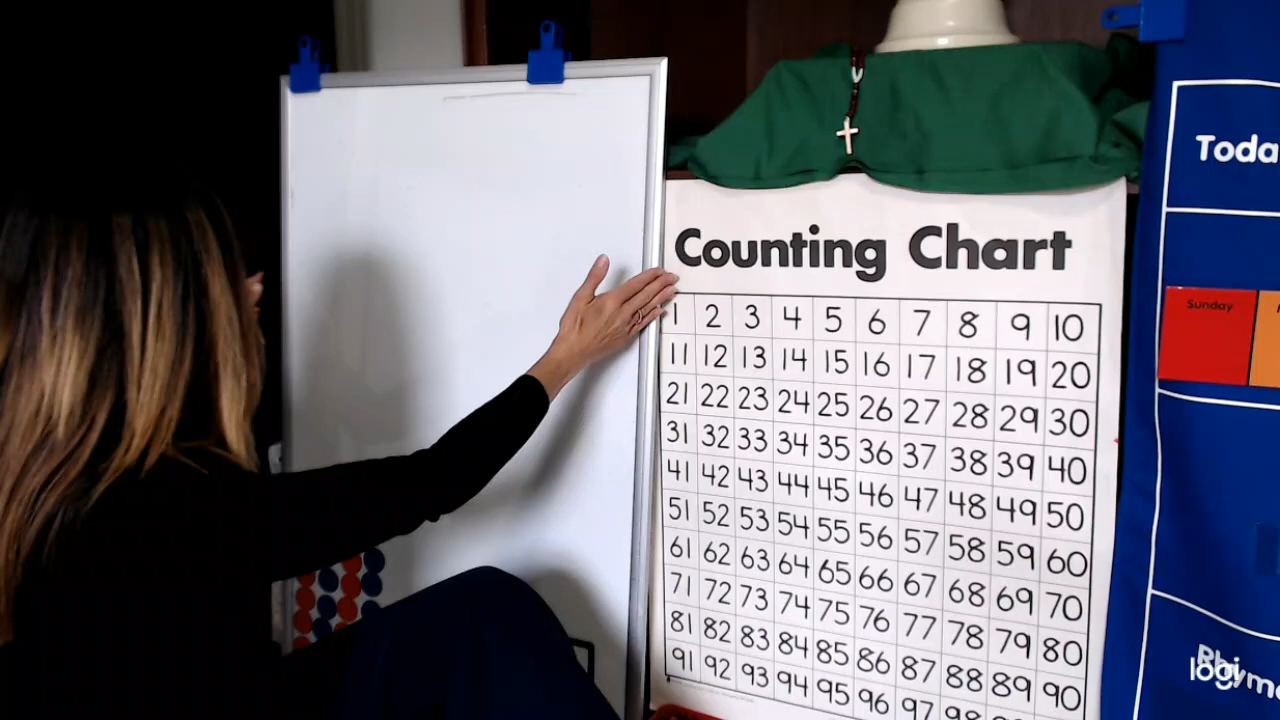 Counting Chart
1 2 3 4 5 6 7 8 9 10
11 12 13 14 15 16 17 18 19 20
21 22 23 24 25 26 27 28 29 30
31 32 33 34 35 36 37 38 39 40
41 42 43 44 45 46 47 48 49 50
51 52 53 54 55 56 57 58 59 60
61 62 63 64 65 66 67 68 69 70
71 72 73 74 75 76 77 78 79 80
81 82 83 84 85 86 87 88 89 90
91 92 93 94 95 96 97 98
Toda
Sunday
Rhyme
logi